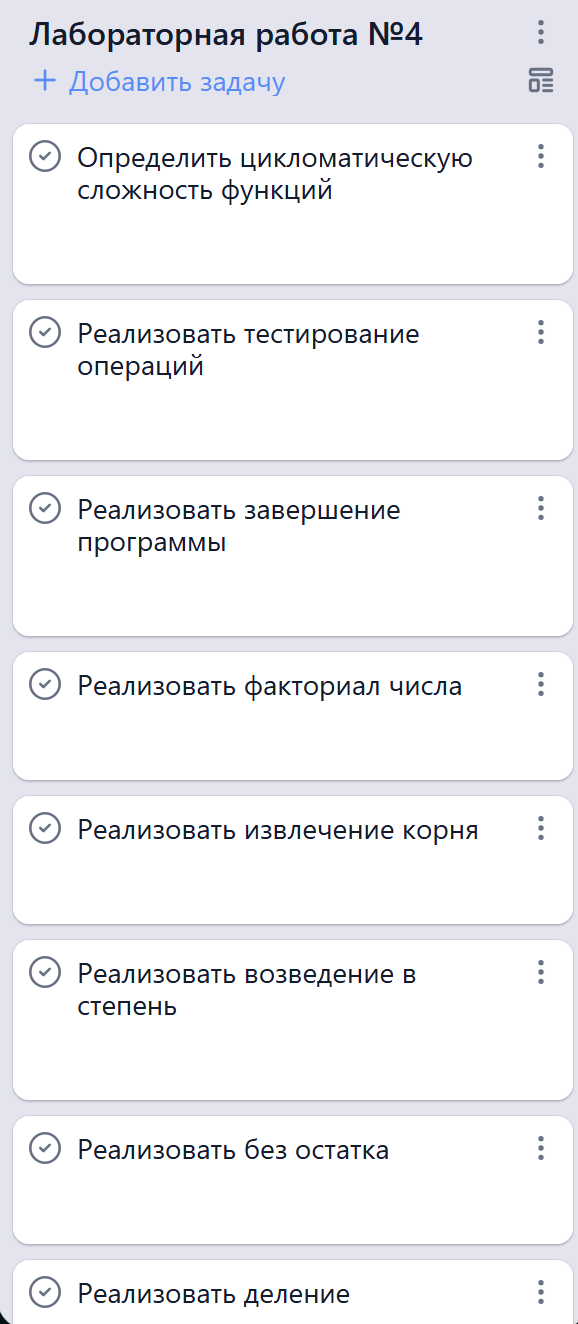 Лабораторная работа №4
+ Добавить задачу
Определить цикломатическую
сложность функций
Реализовать тестирование
операций
Реализовать завершение
программы
Реализовать факториал числа
Реализовать извлечение корня
Реализовать возведение в
степень
Реализовать без остатка
Реализовать деление